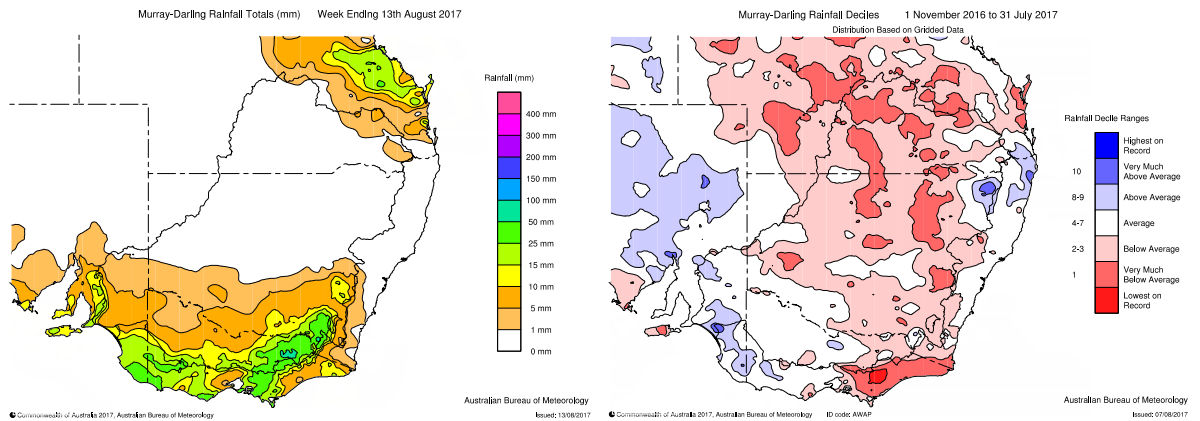 Murray-Darling Rainfall Totals (mm) Week Ending 13th August 2017
Rainfall (mm)
400 mm
300 mm
200 mm
150 mm
100 mm
50 mm
25 mm
15 mm
10 mm
5 mm
1 mm
0 mm
Australian Bureau of Meteorology
© Commonwealth of Australia 2017, Australian Bureau of Meteorology
Issued: 13/08/2017
Murray-Darling Rainfall Deciles 1 November 2016 to 31 July 2017
Distribution Based on Gridded Data
Rainfall Decile Ranges
Highest on
Record
10 Very Much
Above Average
8-9 Above Average
4-7 Average
2-3 Below Average
1 Very Much
Below Average
Lowest on
Record
Australian Bureau of Meteorology
© Commonwealth of Australia 2017, Australian Bureau of Meteorology ID code: AWAP
Issued: 07/08/2017